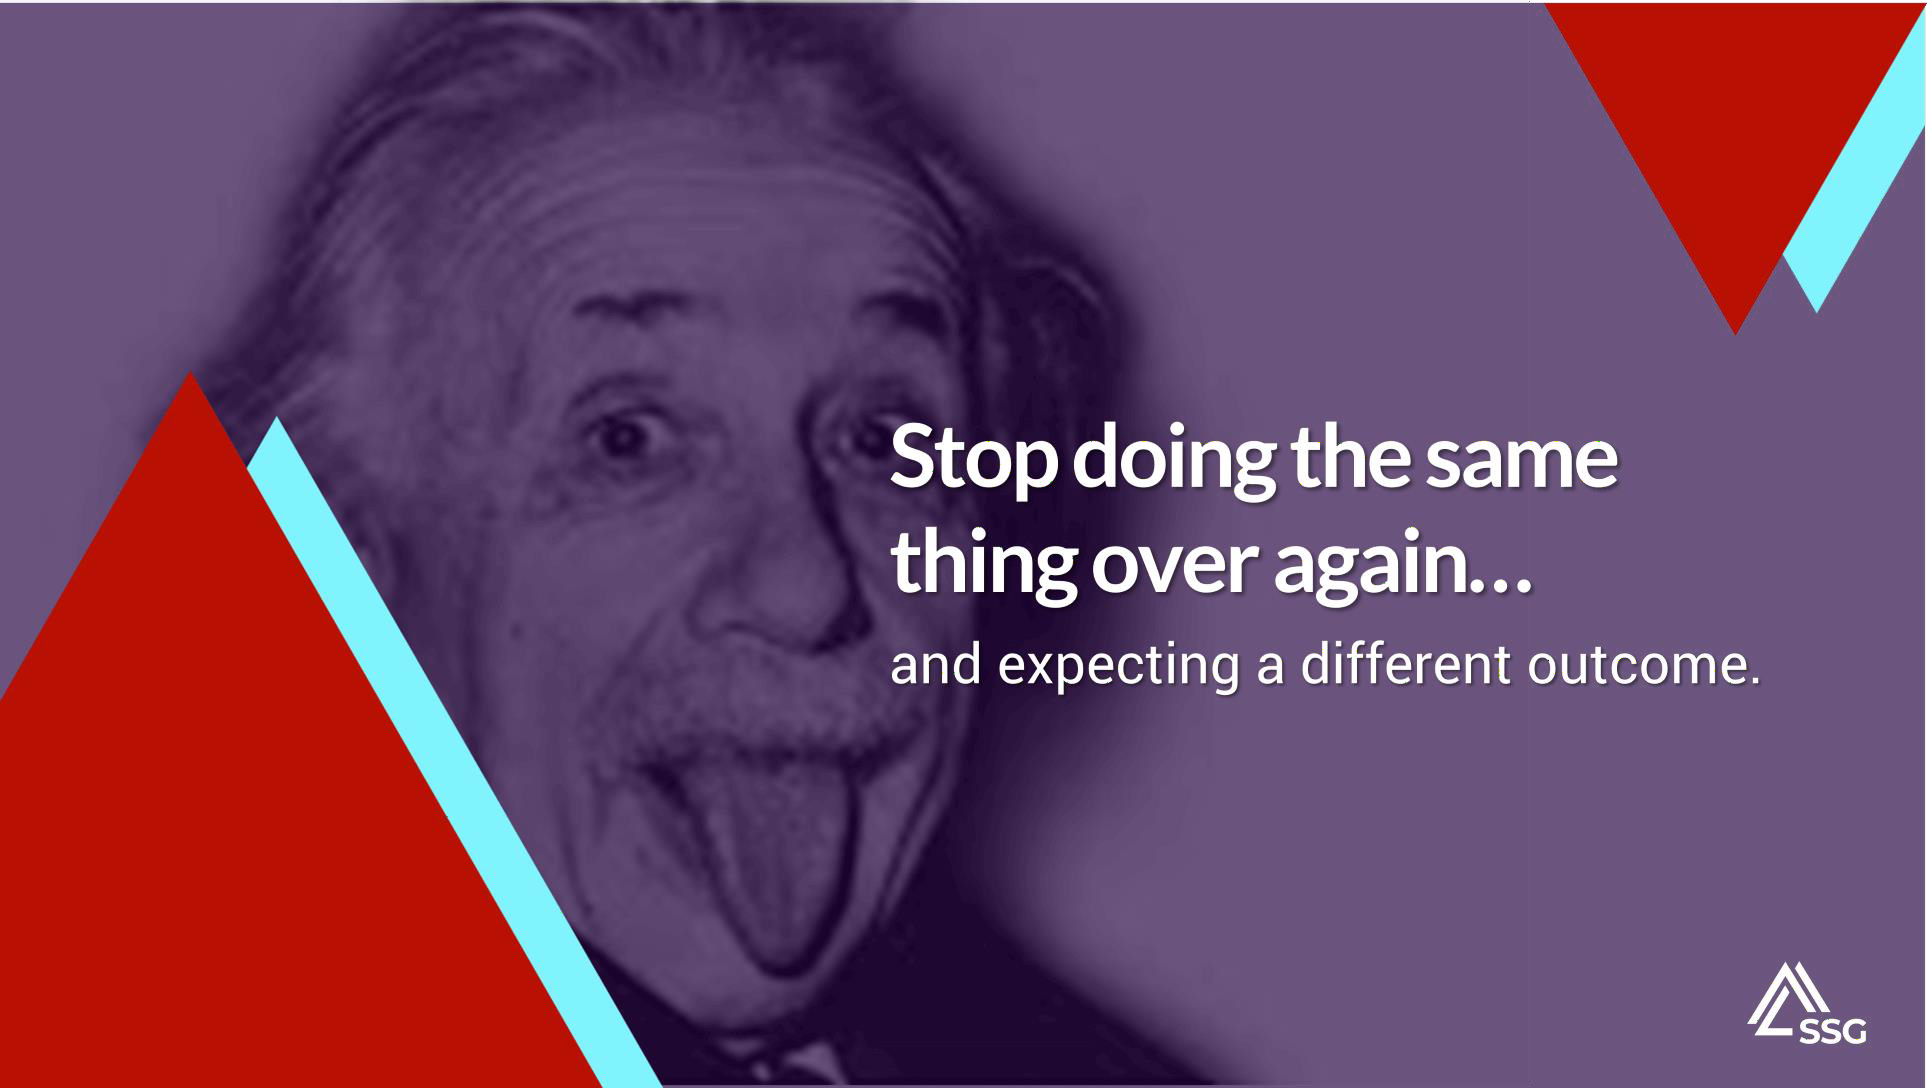 Stop doing the same
thing over again...
and expecting a different outcome.
SSG